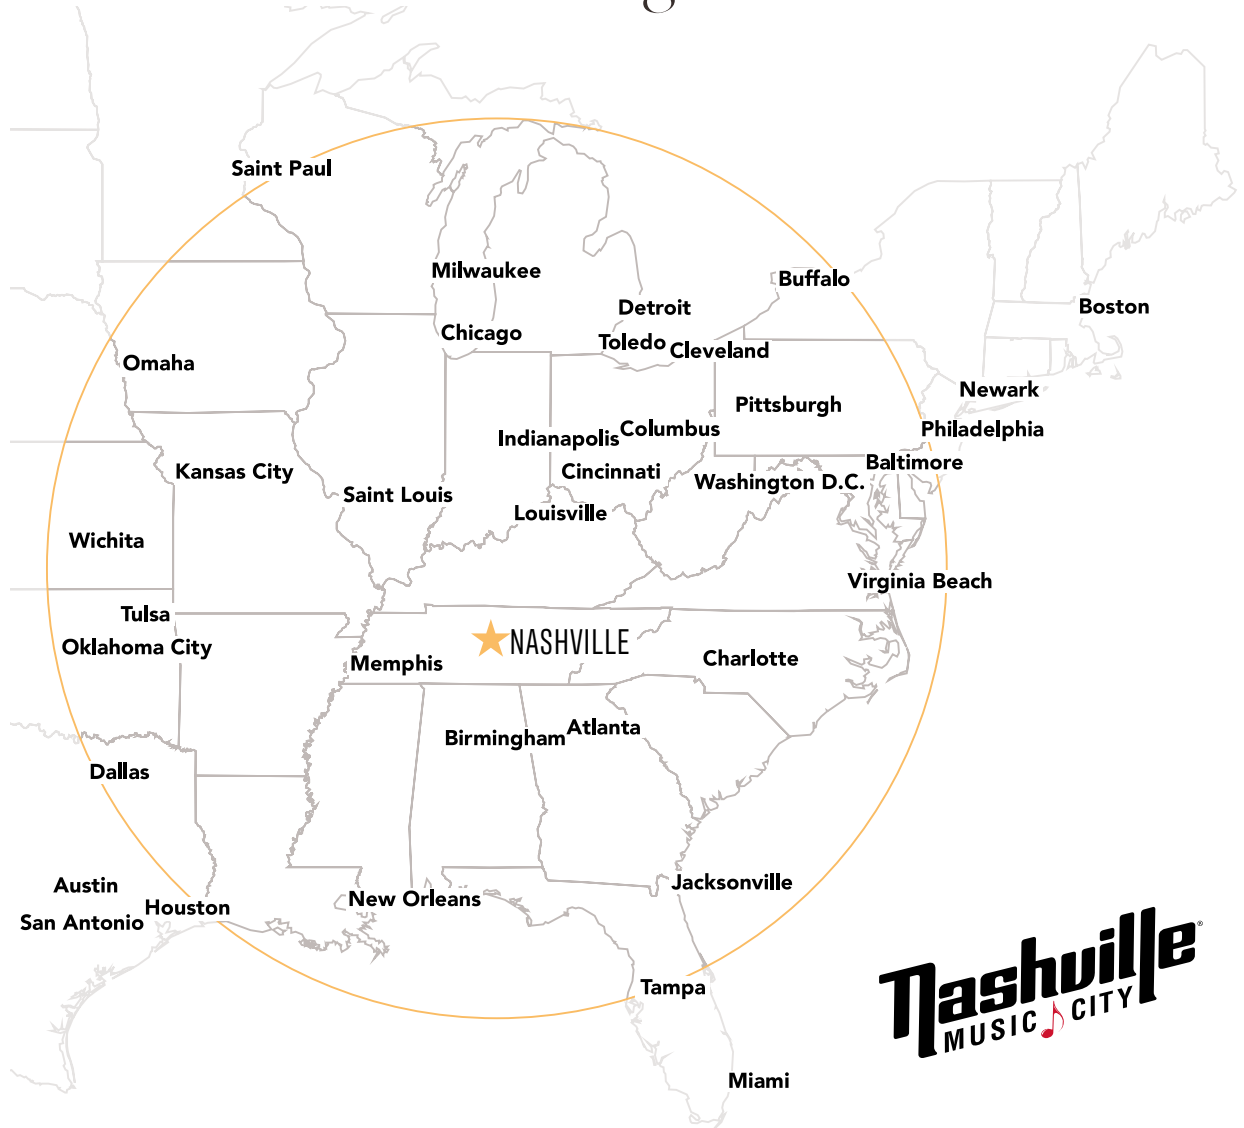 Saint Paul
Milwaukee
Buffalo
Detroit
Boston
Chicago
Toledo
Cleveland
Omaha
Newark
Pittsburgh
Philadelphia
Columbus
Indianapolis
Baltimore
Kansas City
Cincinnati
Washington D.C.
Saint Louis
Louisville
Wichita
Virginia Beach
Tulsa
NASHVILLE
Oklahoma City
Charlotte
Memphis
Atlanta
Birmingham
Dallas
Jacksonville
Austin
New Orleans
Houston
San Antonio
Nashville
MUSIC CITY
Tampa
Miami